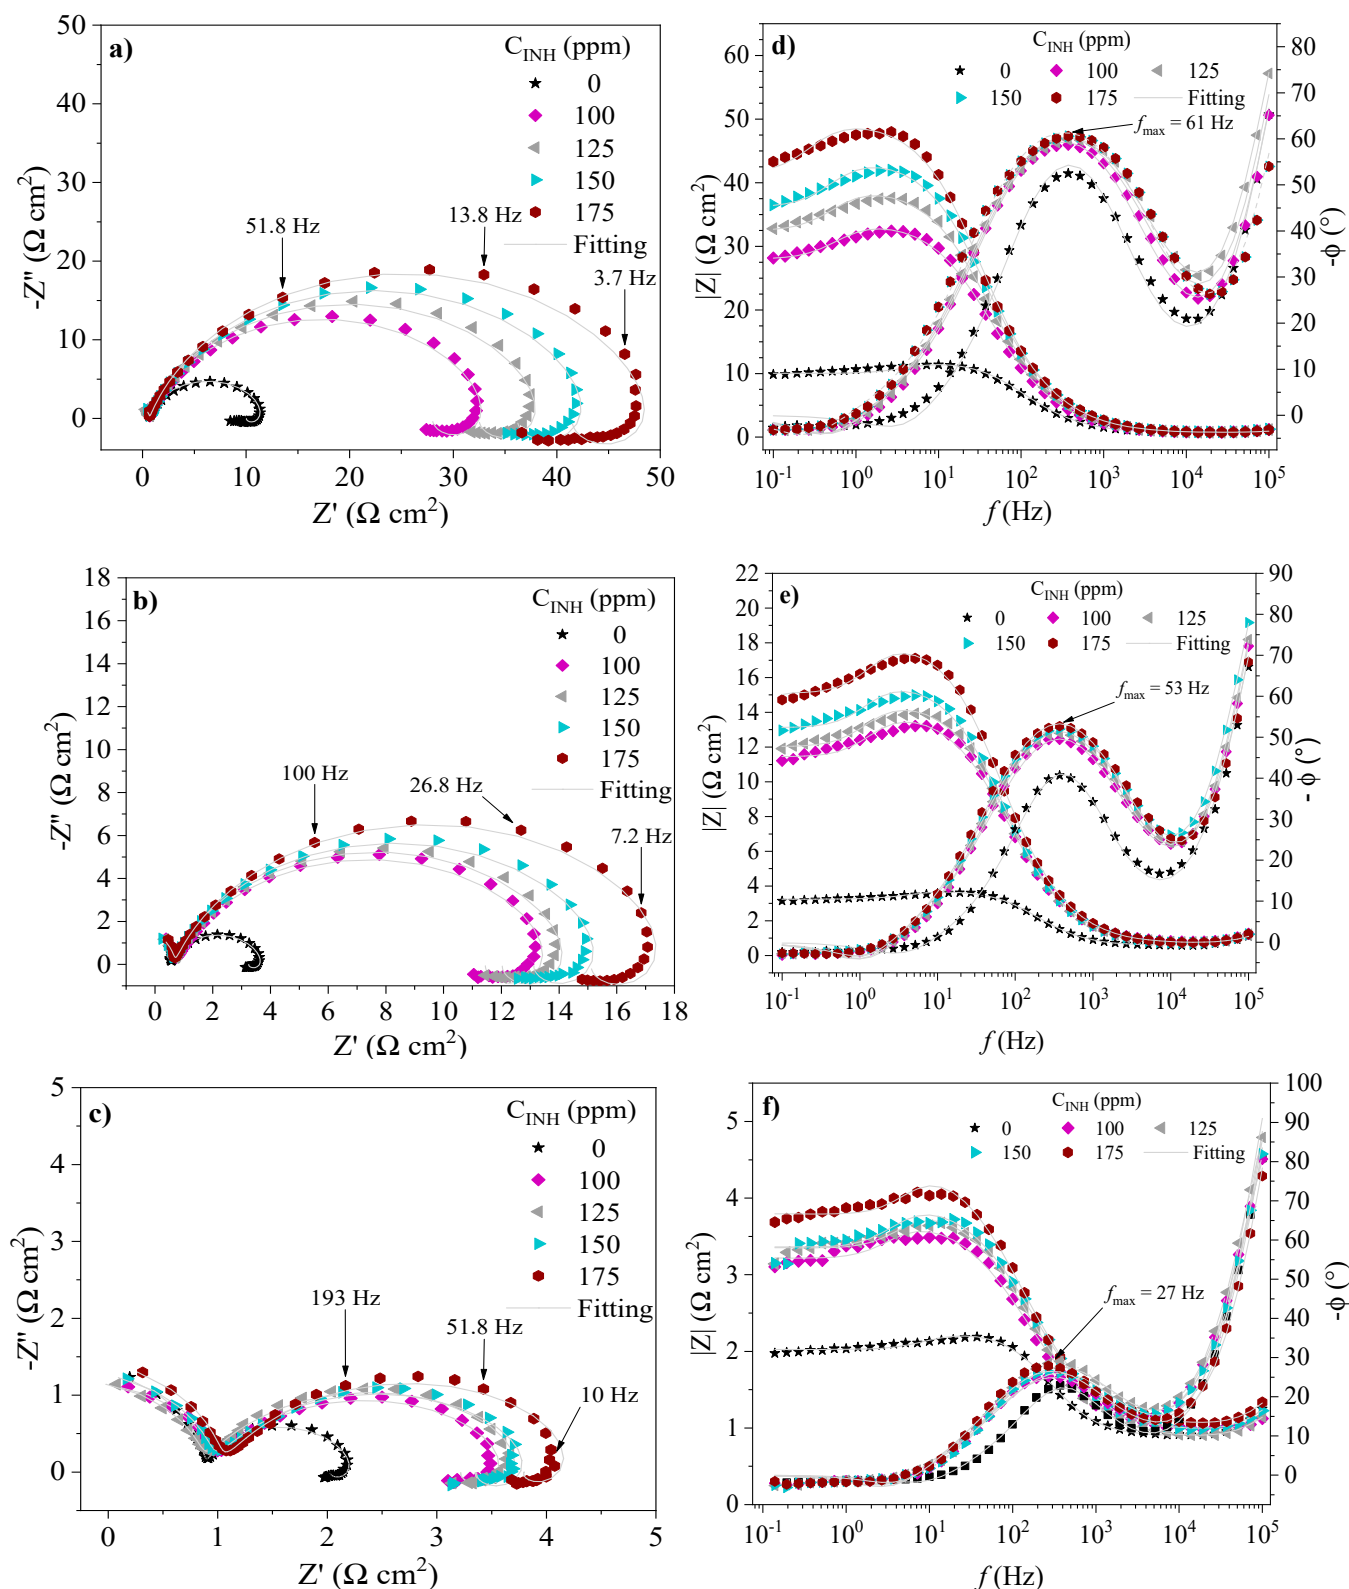 a)
C_INH (ppm)
0
100
125
150
175
Fitting
51.8 Hz
13.8 Hz
3.7 Hz
50
40
30
20
10
0
-Z'' (Ω cm²)
0 10 20 30 40 50
Z' (Ω cm²)
d)
C_INH (ppm)
0 100 125
150 175 Fitting
f_max = 61 Hz
60
55
50
45
40
35
30
25
20
15
10
5
0
|Z| (Ω cm²)
80
70
60
50
40
30
20
10
0
-ϕ (°)
10⁻¹ 10⁰ 10¹ 10² 10³ 10⁴ 10⁵
f (Hz)
b)
C_INH (ppm)
0
100
125
150
175
Fitting
100 Hz
26.8 Hz
7.2 Hz
18
16
14
12
10
8
6
4
2
0
-Z'' (Ω cm²)
0 2 4 6 8 10 12 14 16 18
Z' (Ω cm²)
e)
C_INH (ppm)
0 100 125
150 175 Fitting
f_max = 53 Hz
22
20
18
16
14
12
10
8
6
4
2
0
|Z| (Ω cm²)
90
80
70
60
50
40
30
20
10
0
- ϕ (°)
10⁻¹ 10⁰ 10¹ 10² 10³ 10⁴ 10⁵
f (Hz)
c)
C_INH (ppm)
0
100
125
150
175
Fitting
193 Hz
51.8 Hz
10 Hz
5
4
3
2
1
0
-Z'' (Ω cm²)
0 1 2 3 4 5
Z' (Ω cm²)
f)
C_INH (ppm)
0 100 125
150 175 Fitting
f_max = 27 Hz
5
4
3
2
1
0
|Z| (Ω cm²)
100
90
80
70
60
50
40
30
20
10
0
-ϕ (°)
10⁻¹ 10⁰ 10¹ 10² 10³ 10⁴ 10⁵
f (Hz)